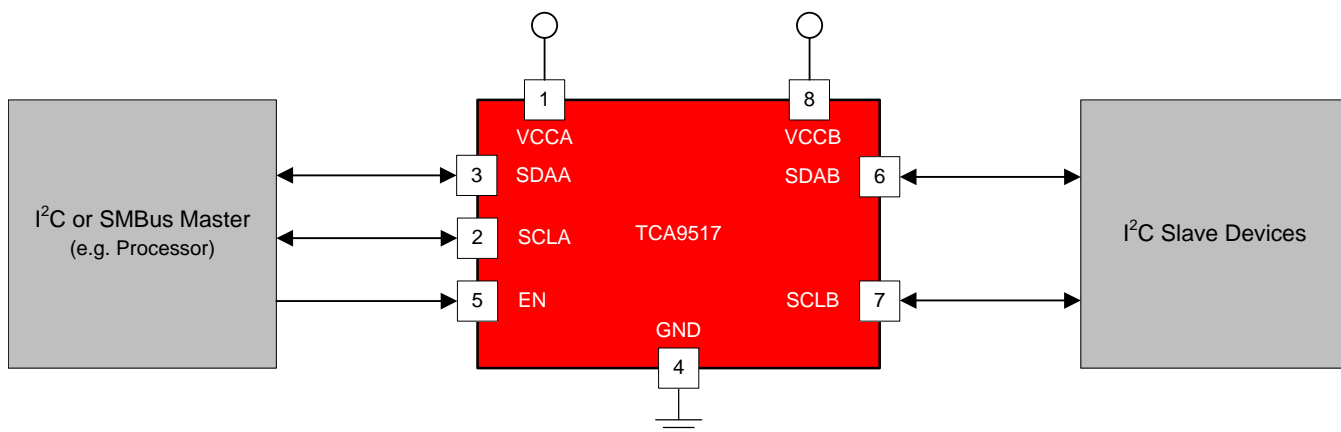 1
8
VCCA
VCCB
3 SDAA
SDAB 6
I²C or SMBus Master
(e.g. Processor)
2 SCLA
TCA9517
I²C Slave Devices
5 EN
SCLB 7
GND
4